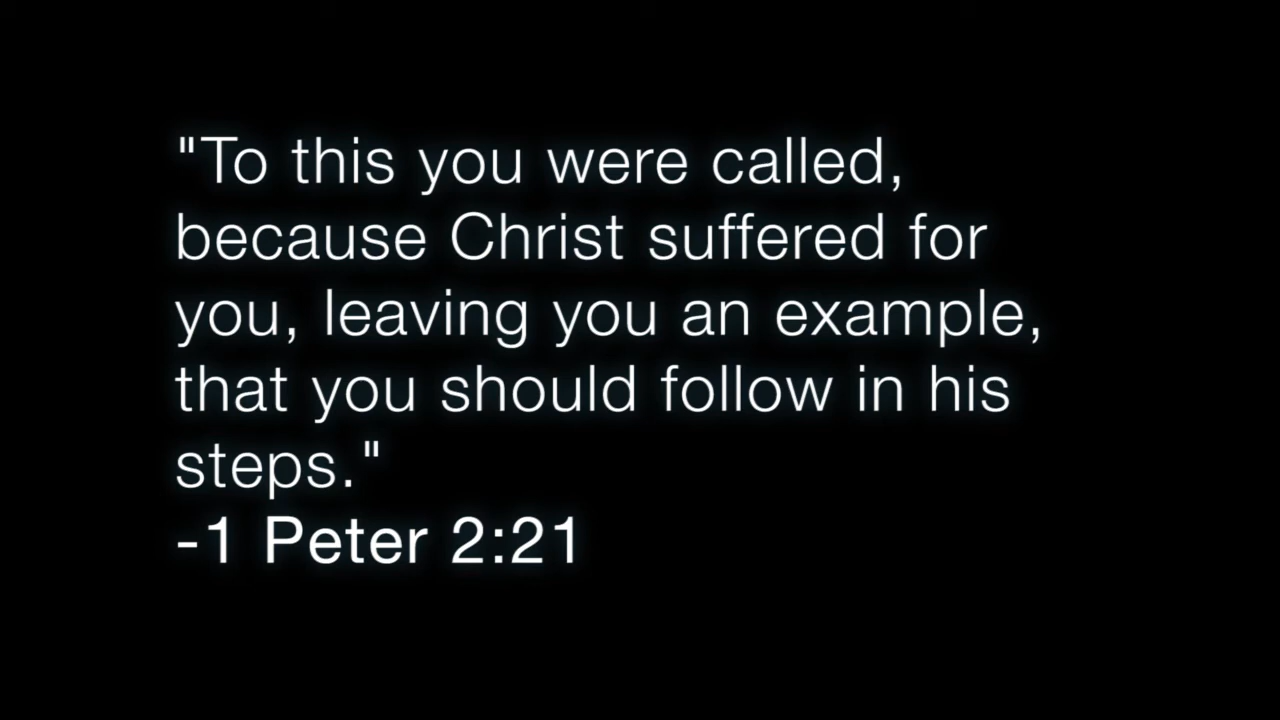 "To this you were called,
because Christ suffered for
you, leaving you an example,
that you should follow in his
steps."
-1 Peter 2:21